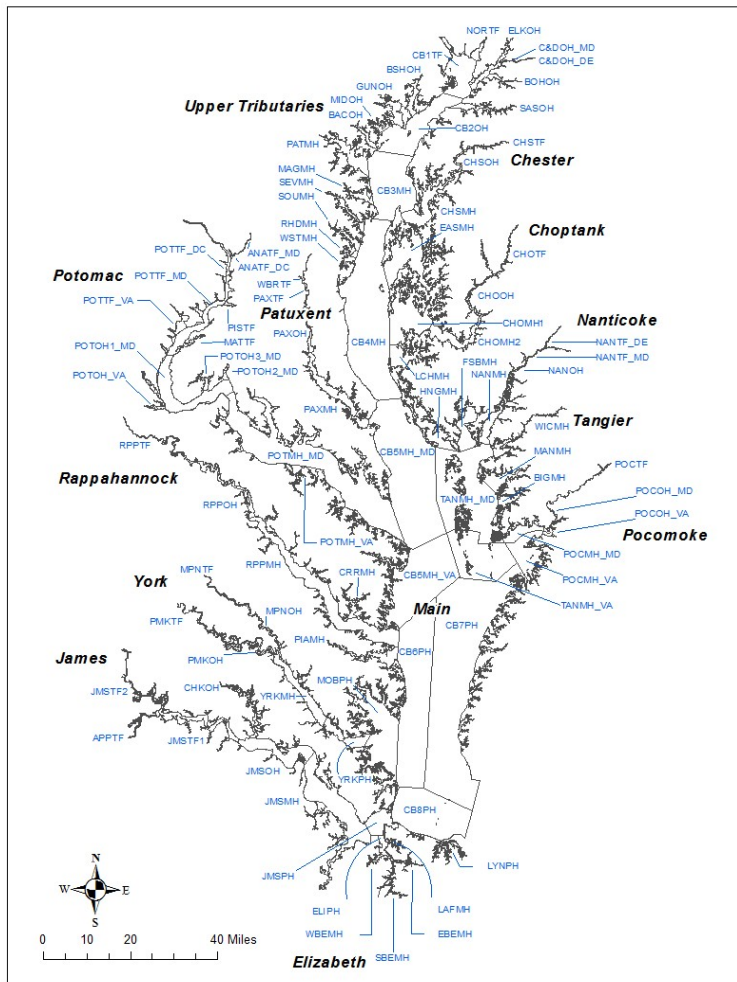 NORTF ELKOH
CB1TF
C&DOH_MD
C&DOH_DE
BSHOH
BOHOH
GUNOH
MIDOH
Upper Tributaries
BACOH
SASOH
CB2OH
PATMH
CHSTF
CHSOH
Chester
MAGMH
SEVMH
CB3MH
SOUMH
CHSMH
EASMH
RHDMH
WSTMH
Choptank
POTTF_DC
ANATF_MD
ANATF_DC
CHOTF
Potomac
POTTF_MD
WBRTF
PAXTF
POTTF_VA
CHOOH
Patuxent
Nanticoke
PISTF
MATTF
PAXOH
CHOMH1
CB4MH
CHOMH2
NANTF_DE
NANTF_MD
POTOH1_MD
POTOH3_MD
POTOH2_MD
LCHMH
FSBMH
NANMH
NANOH
POTOH_VA
HNGMH
PAXMH
Tangier
WICMH
RPPTF
POTMH_MD
CB5MH_MD
MANMH
POCTF
Rappahannock
RPPOH
TANMH_MD
BIGMH
POCOH_MD
POCOH_VA
Pocomoke
POTMH_VA
POCMH_MD
RPPMH
CRRMH
CB5MH_VA
POCMH_VA
MPNTF
York
TANMH_VA
Main
MPNOH
PMKTF
CB7PH
PIAMH
CB6PH
James
PMKOH
MOBPH
JMSTF2
CHKOH
YRKMH
APPTF
JMSTF1
JMSOH
YRKPH
JMSMH
CB8PH
LYNPH
JMSPH
N
W E
S
ELIPH
LAFMH
WBEMH
EBEMH
SBEMH
Elizabeth
0 10 20 40 Miles